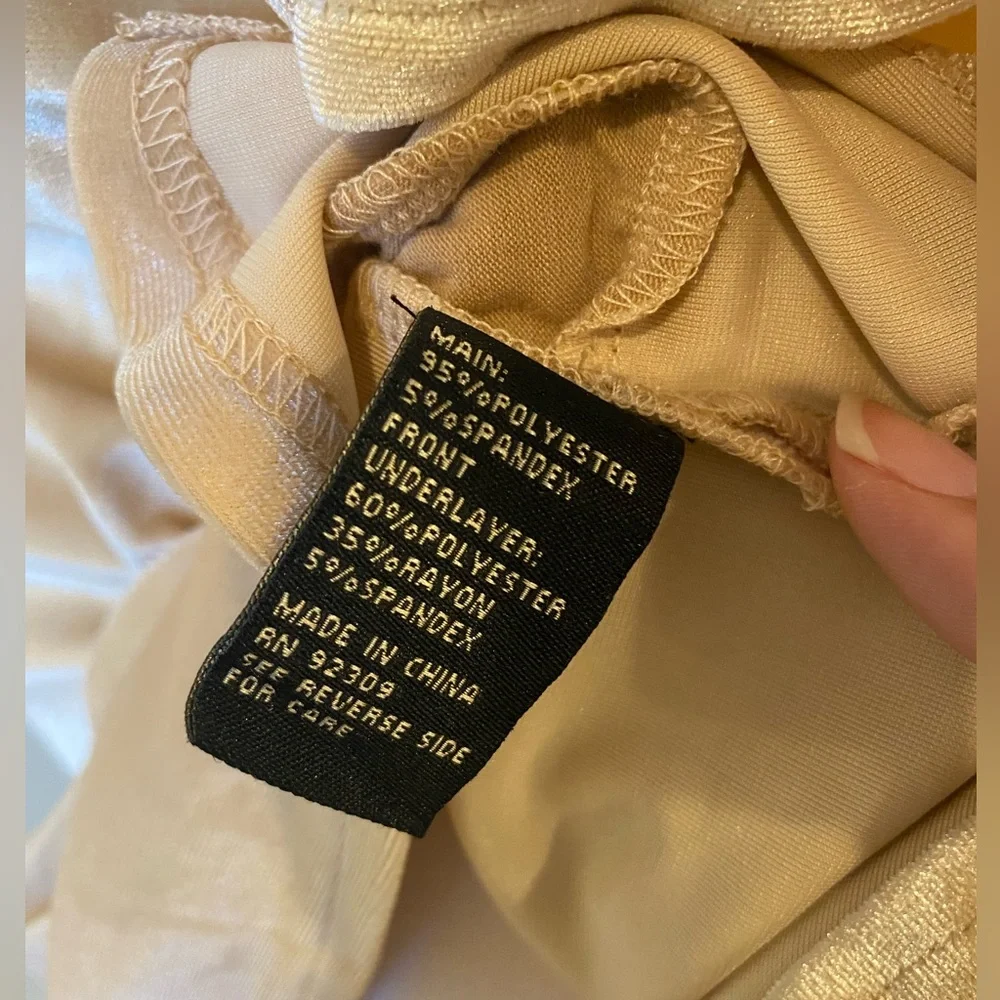 MAIN:
95%POLYESTER
5%SPANDEX
FRONT
UNDERLAYER:
60%POLYESTER
35%RAYON
5%SPANDEX
MADE IN CHINA
RN 92309
SEE REVERSE SIDE
FOR CARE